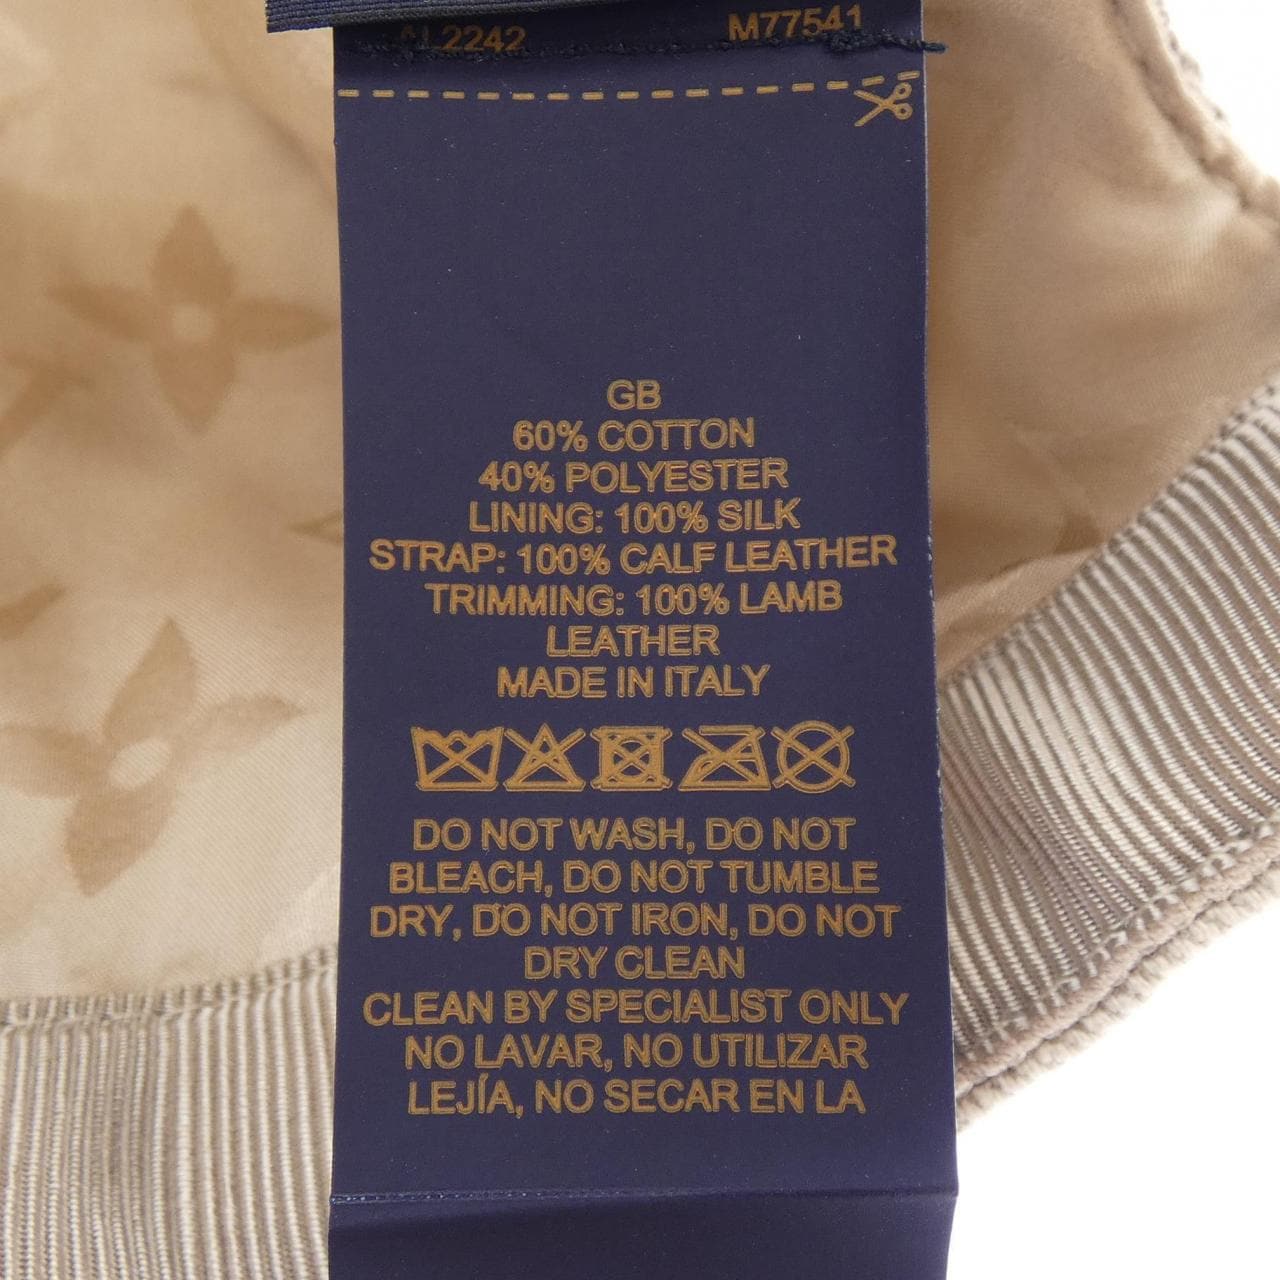 AL2242 M77541
GB
60% COTTON
40% POLYESTER
LINING: 100% SILK
STRAP: 100% CALF LEATHER
TRIMMING: 100% LAMB
LEATHER
MADE IN ITALY
DO NOT WASH, DO NOT
BLEACH, DO NOT TUMBLE
DRY, DO NOT IRON, DO NOT
DRY CLEAN
CLEAN BY SPECIALIST ONLY
NO LAVAR, NO UTILIZAR
LEJÍA, NO SECAR EN LA